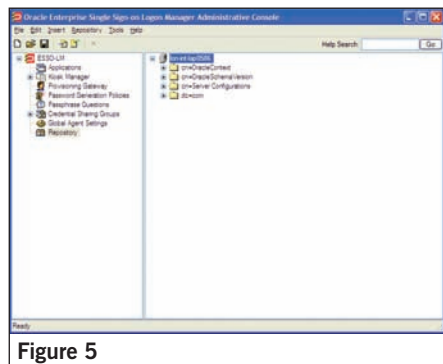 Oracle Enterprise Single Sign-on Logon Manager Administrative Console
File Edit Insert Repository Tools Help
Help Search: Go
ESSO-LM
Applications
Kiosk Manager
Provisioning Gateway
Password Generation Policies
Passphrase Questions
Credential Sharing Groups
Global Agent Settings
Repository
cn=OracleContext
cn=OracleSchemaVersion
cn=Server Configurations
dc=com
Ready
Figure 5